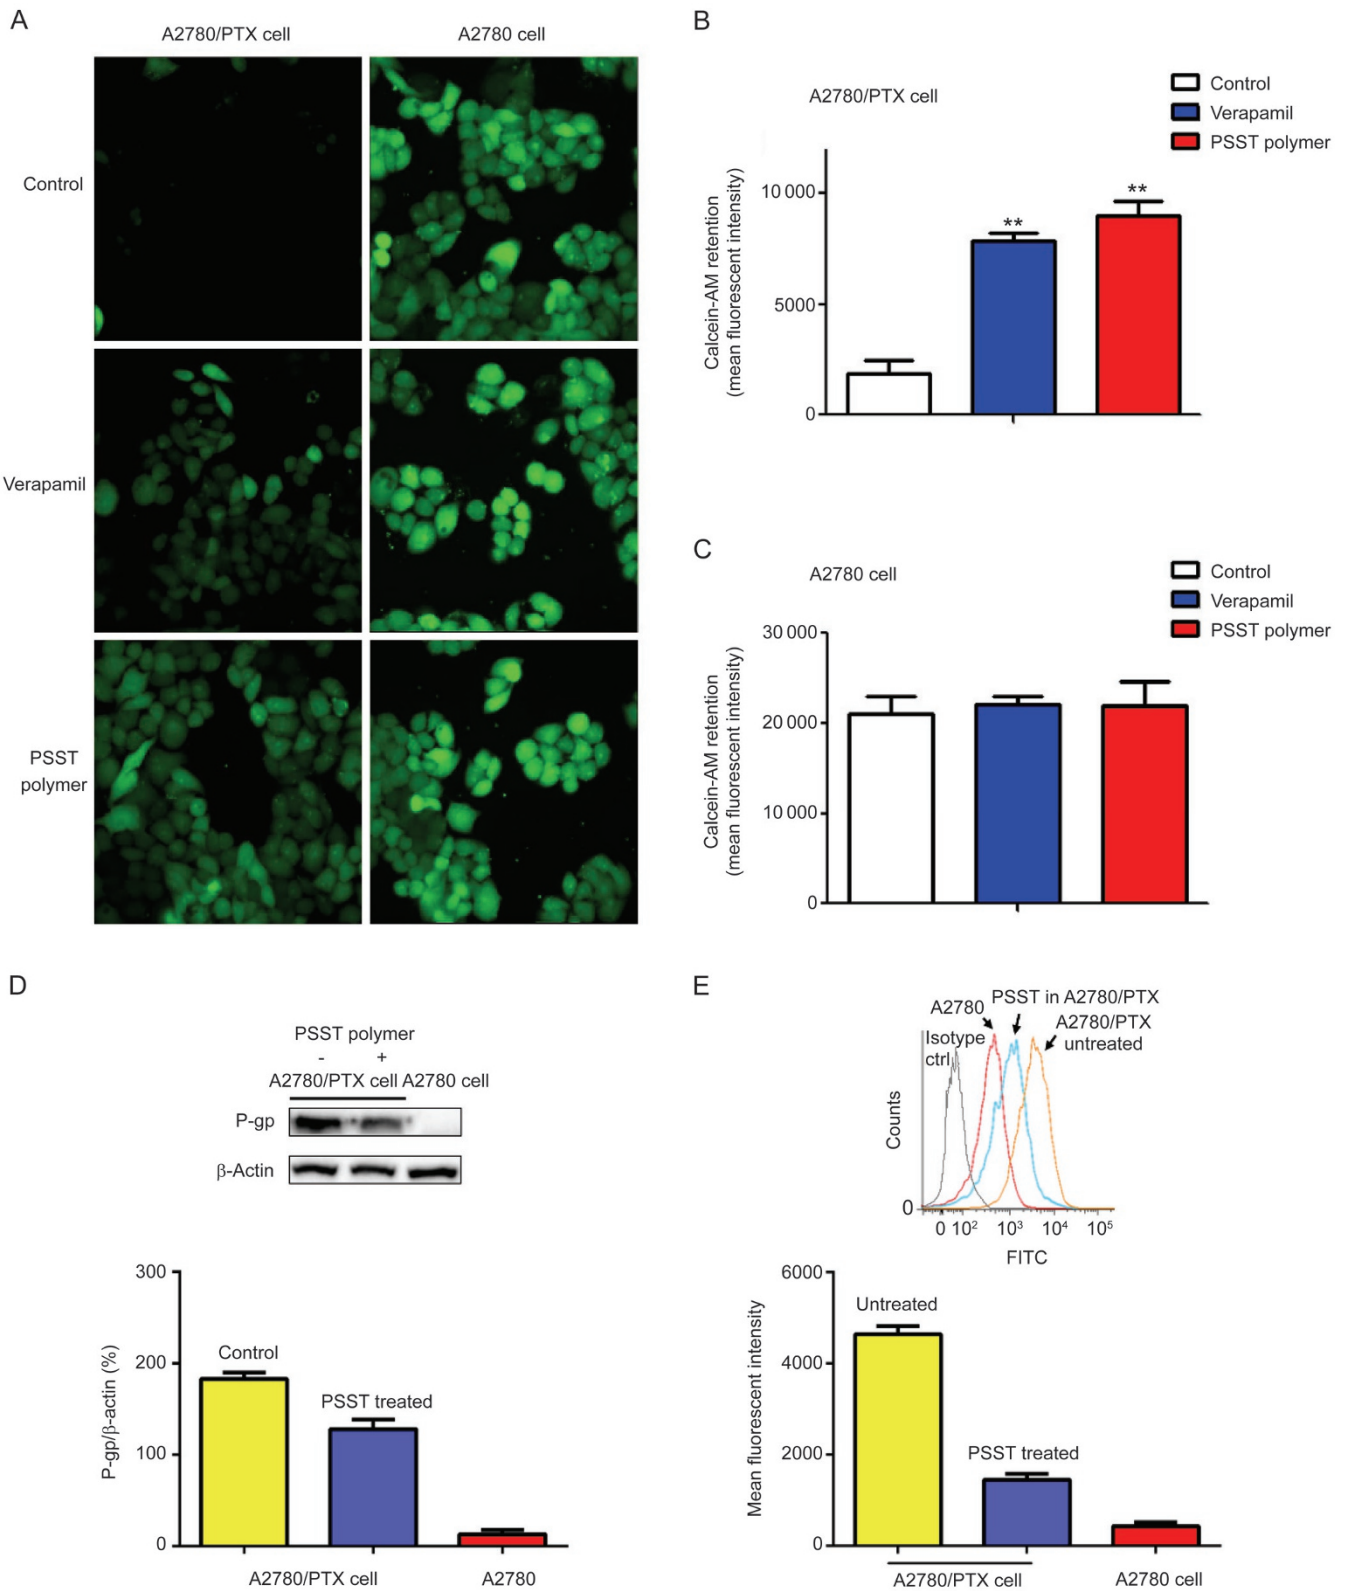 A
A2780/PTX cell
A2780 cell
Control
Verapamil
PSST
polymer
B
A2780/PTX cell
Control
Verapamil
PSST polymer
Calcein-AM retention
(mean fluorescent intensity)
10 000
5000
0
**
**
C
A2780 cell
Control
Verapamil
PSST polymer
Calcein-AM retention
(mean fluorescent intensity)
30 000
20 000
10 000
0
D
PSST polymer
- +
A2780/PTX cell A2780 cell
P-gp
β-Actin
P-gp/β-actin (%)
300
200
100
0
Control
PSST treated
A2780/PTX cell
A2780
E
A2780
PSST in A2780/PTX
A2780/PTX
untreated
Isotype
ctrl
Counts
0
0 10² 10³ 10⁴ 10⁵
FITC
Mean fluorescent intensity
6000
4000
2000
0
Untreated
PSST treated
A2780/PTX cell
A2780 cell